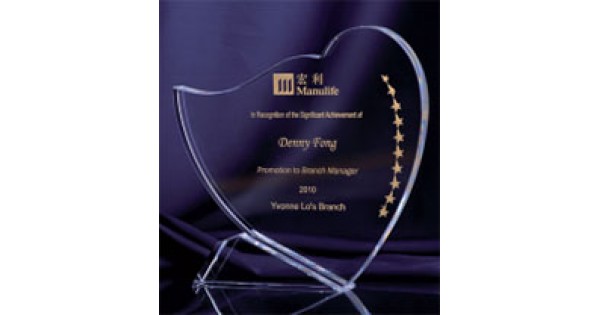 宏利
Manulife
In Recognition of the Significant Achievement of
Denny Fong
Promotion to Branch Manager
2010
Yvonne Lo's Branch